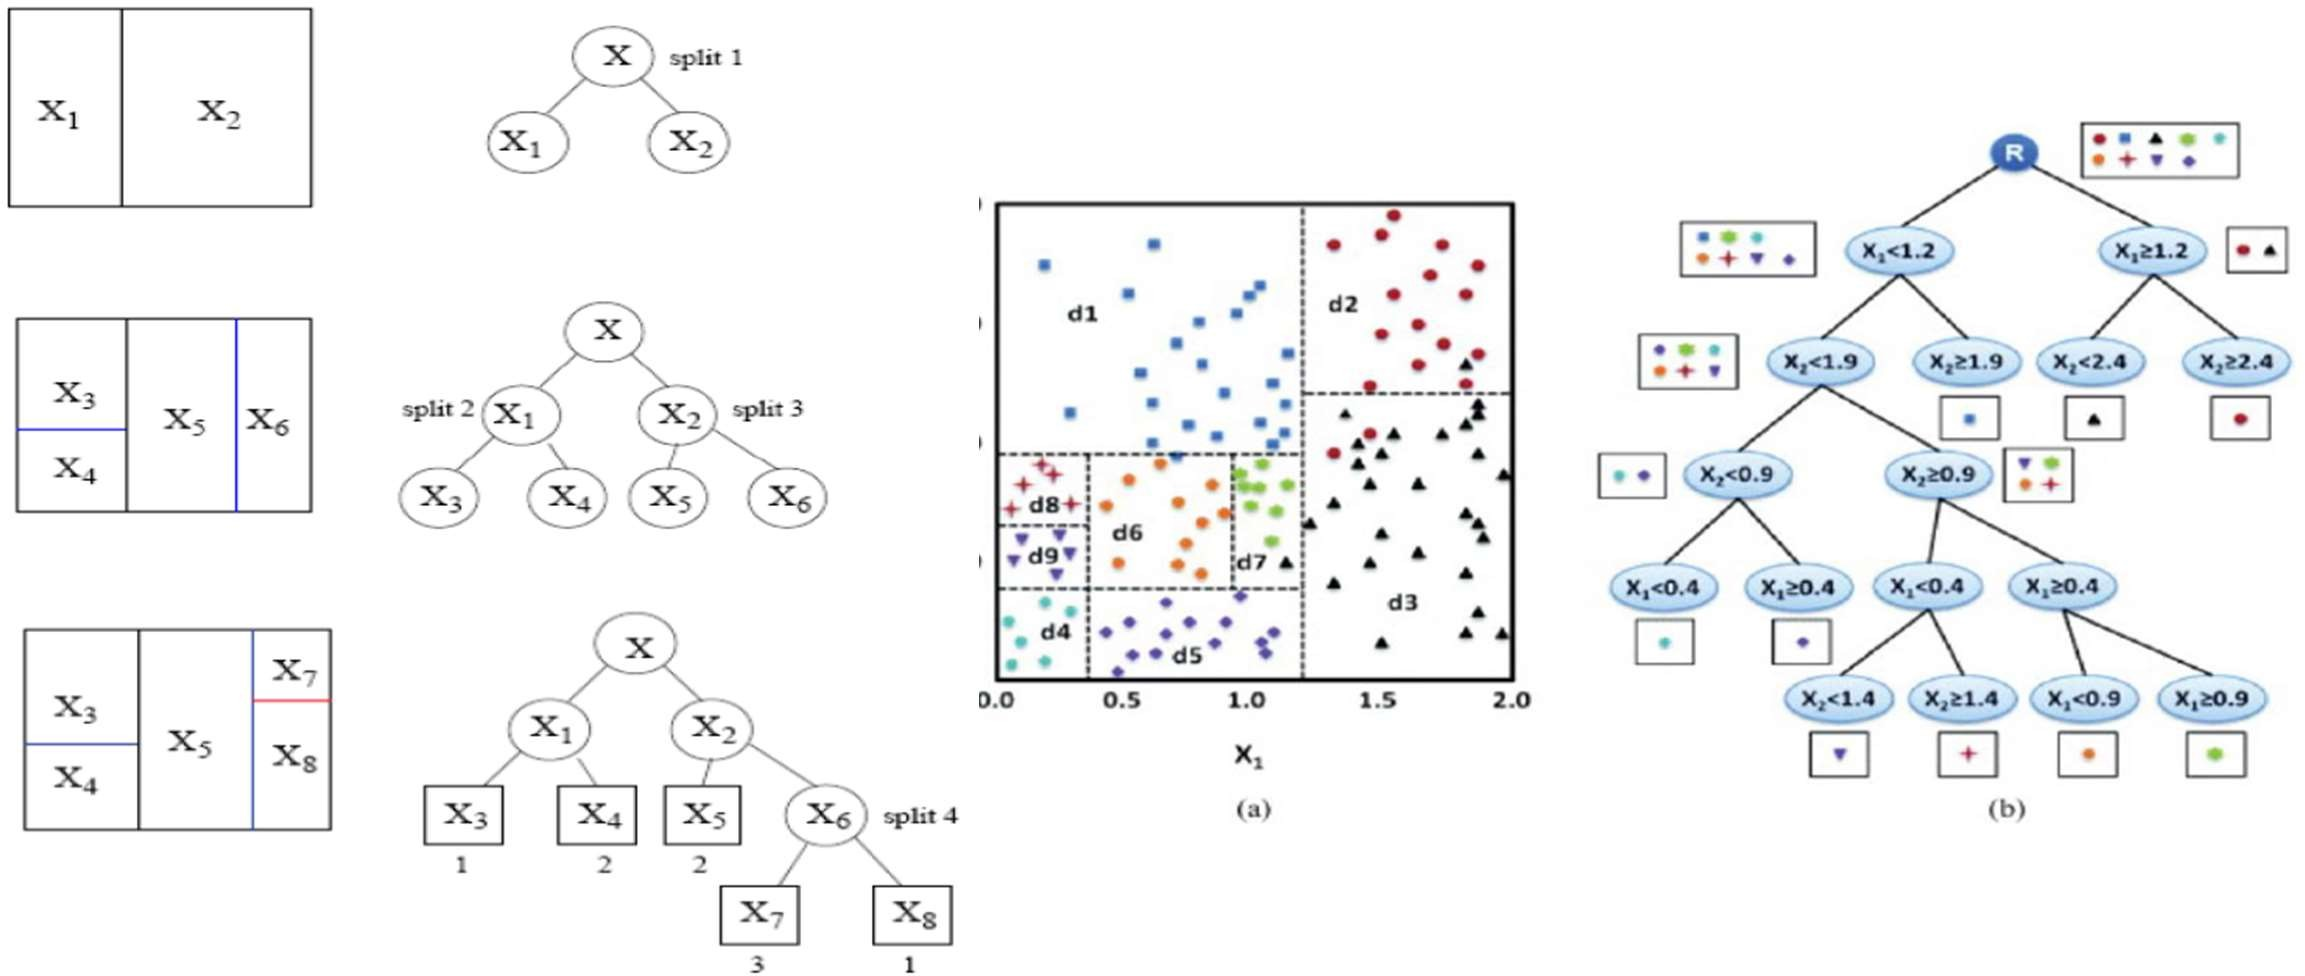 X1 X2
X split 1
X1 X2
X3 X5 X6
X4
X
split 2 X1 X2 split 3
X3 X4 X5 X6
X3 X5 X7
X4 X8
X
X1 X2
X3 X4 X5 X6 split 4
1 2 2
X7 X8
3 1
d1 d2
d8
d6
d9 d7
d3
d4
d5
0.0 0.5 1.0 1.5 2.0
X1
(a)
R
X1<1.2 X1≥1.2
X2<1.9 X2≥1.9 X2<2.4 X2≥2.4
X2<0.9 X2≥0.9
X1<0.4 X1≥0.4 X1<0.4 X1≥0.4
X2<1.4 X2≥1.4 X1<0.9 X1≥0.9
(b)